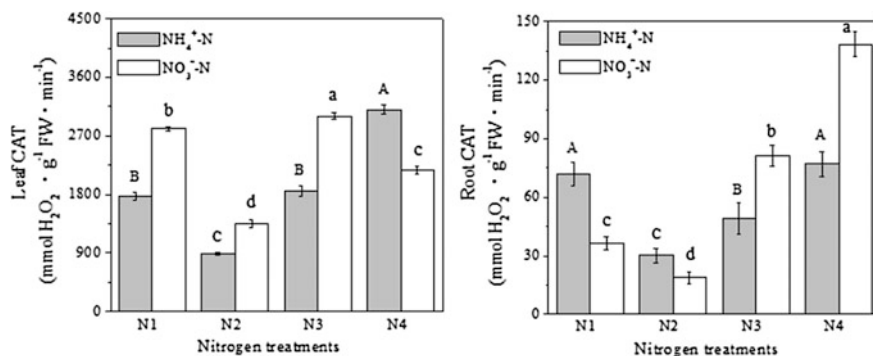 4500
3600
2700
1800
900
0
Leaf CAT
(mmol H₂O₂ · g⁻¹ FW · min⁻¹)
NH₄⁺-N
NO₃⁻-N
B
b
C
d
B
a
A
c
N1 N2 N3 N4
Nitrogen treatments
150
120
90
60
30
0
Root CAT
(mmol H₂O₂ · g⁻¹ FW · min⁻¹)
NH₄⁺-N
NO₃⁻-N
A
c
C
d
B
b
A
a
N1 N2 N3 N4
Nitrogen treatments